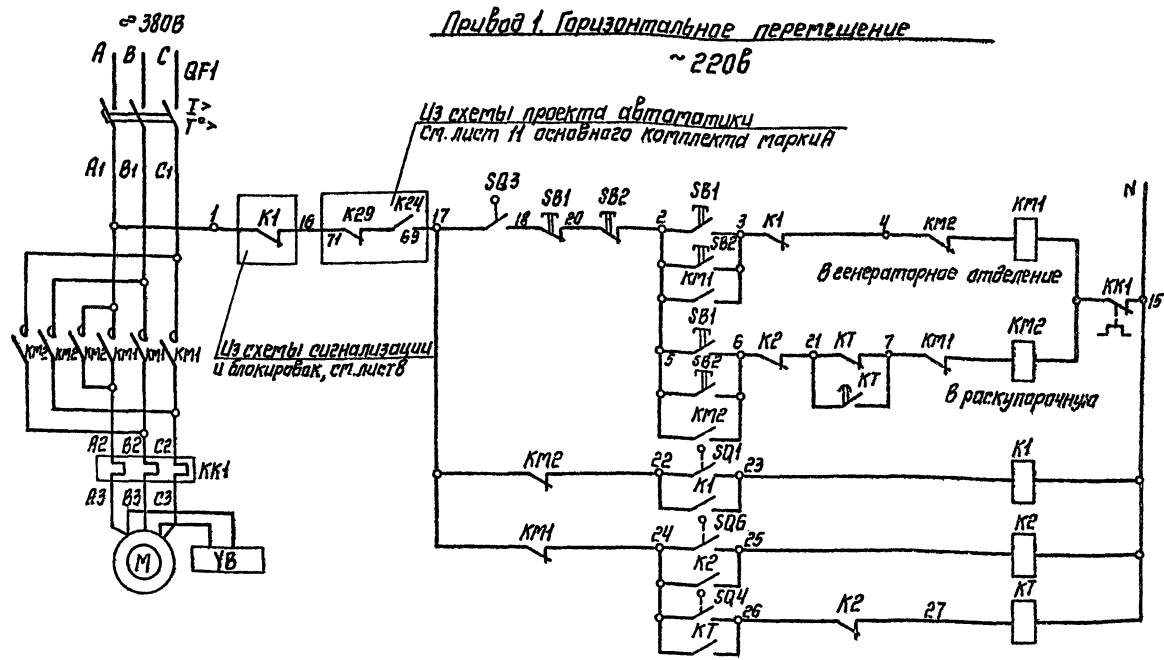 ~380В
Привод 1. Горизонтальное перемещение
~220В
A B C
QF1
I>
T°>
Из схемы проекта автоматики
см. лист 11 основного комплекта марки А
A1 B1 C1
1
K1
16
71
K29
K24
69
17
SQ3
18
SB1
20
SB2
2
SB1
3
K1
4
KM2
KM1
N
SB2
KM1
В генераторное отделение
KK1
15
KM2 KM2 KM2 KM1 KM1 KM1
Из схемы сигнализации
и блокировок, см. лист 8
5
SB1
6
K2
21
KT
7
KM1
KM2
SB2
KT
В раскупорочную
KM2
A2 B2 C2
KK1
A3 B3 C3
M
YB
KM2
22
SQ1
23
K1
K1
KM1
24
SQ6
25
K2
K2
SQ4
26
K2
27
KT
KT